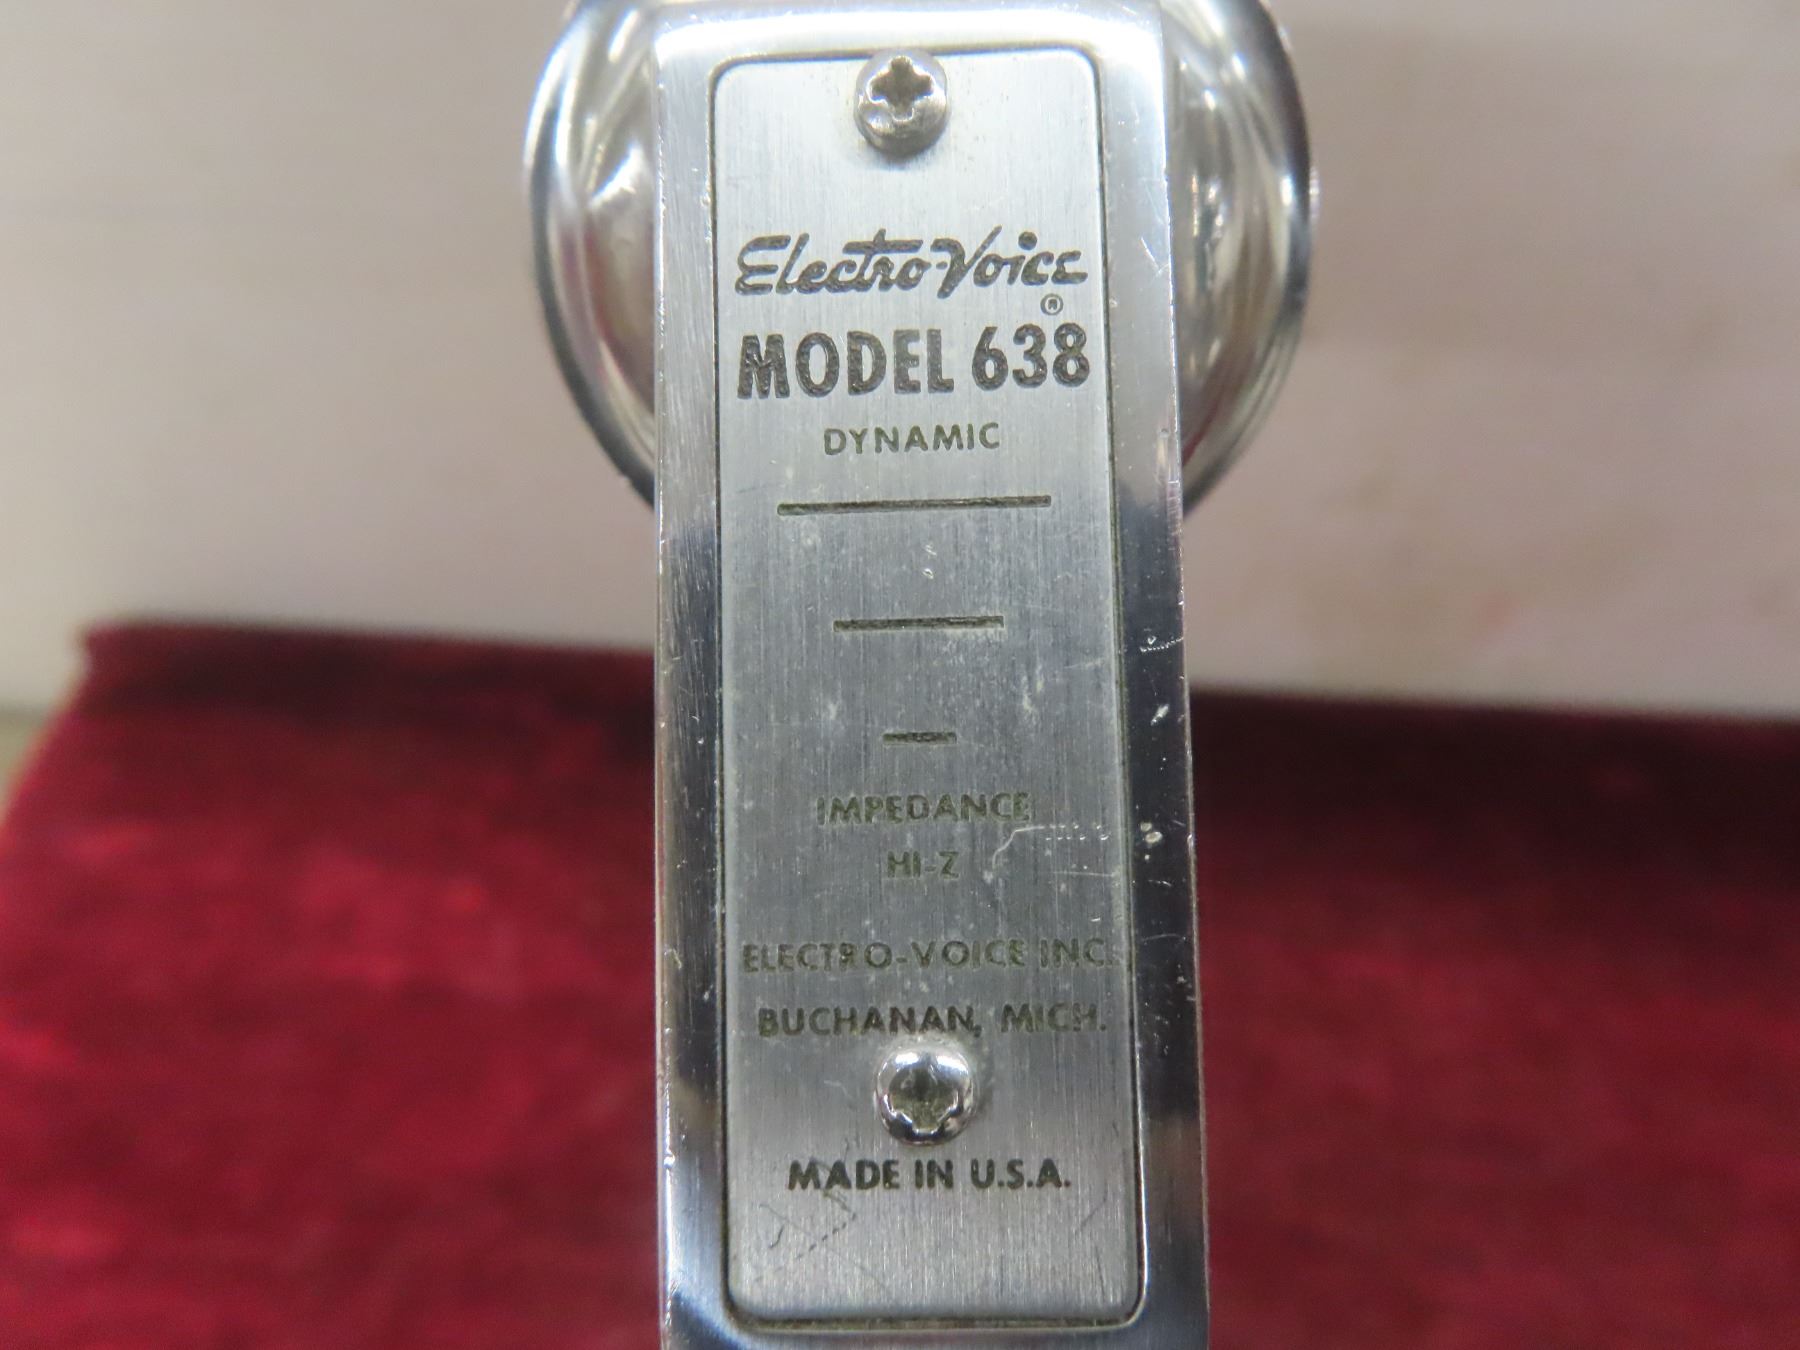 Electro-Voice
®
MODEL 638
DYNAMIC
IMPEDANCE
HI-Z
ELECTRO-VOICE INC.
BUCHANAN, MICH.
MADE IN U.S.A.